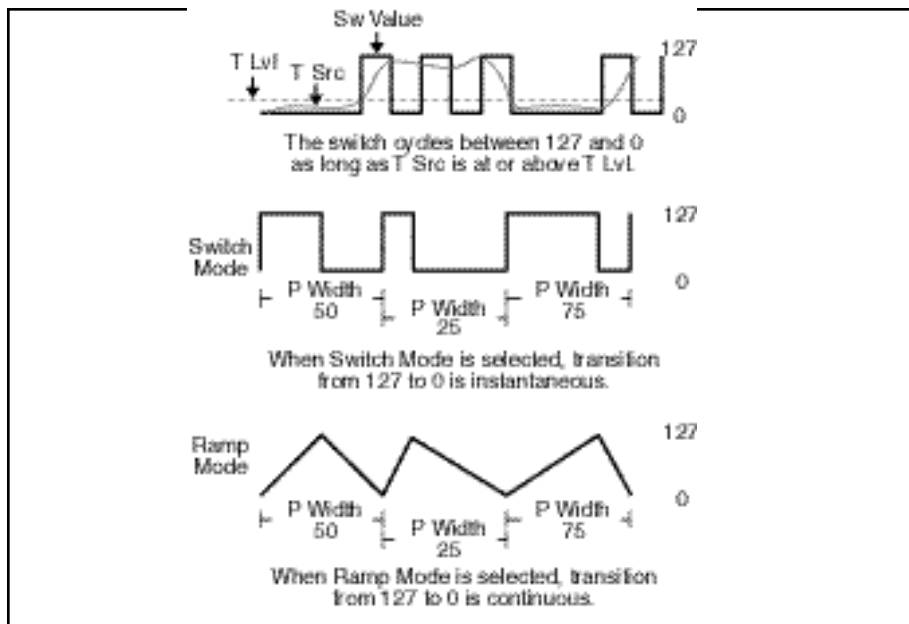 Sw Value
127
T Lvl
T Src
0
The switch cycles between 127 and 0
as long as T Src is at or above T Lvl.
127
Switch
Mode
0
P Width
50
P Width
25
P Width
75
When Switch Mode is selected, transition
from 127 to 0 is instantaneous.
127
Ramp
Mode
0
P Width
50
P Width
25
P Width
75
When Ramp Mode is selected, transition
from 127 to 0 is continuous.